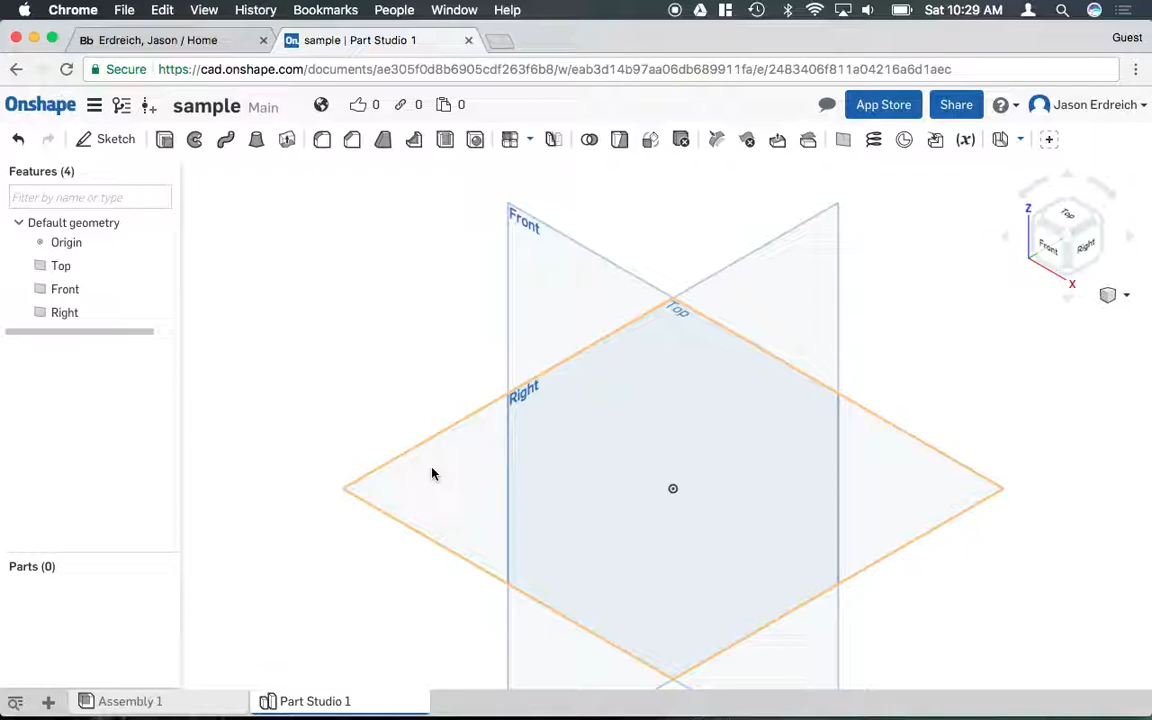 Chrome File Edit View History Bookmarks People Window Help Sat 10:29 AM
Bb Erdreich, Jason / Home × On sample | Part Studio 1 × Guest
Secure https://cad.onshape.com/documents/ae305f0d8b6905cdf263f6b8/w/eab3d14b97aa06db689911fa/e/2483406f811a04216a6d1aec
Onshape sample Main 0 0 0 App Store Share ? Jason Erdreich
Sketch (x)
Features (4)
Filter by name or type
Default geometry
Origin
Top
Front
Right
Parts (0)
Front
Top
Right
Z
Top
Front Right
X
Assembly 1 Part Studio 1